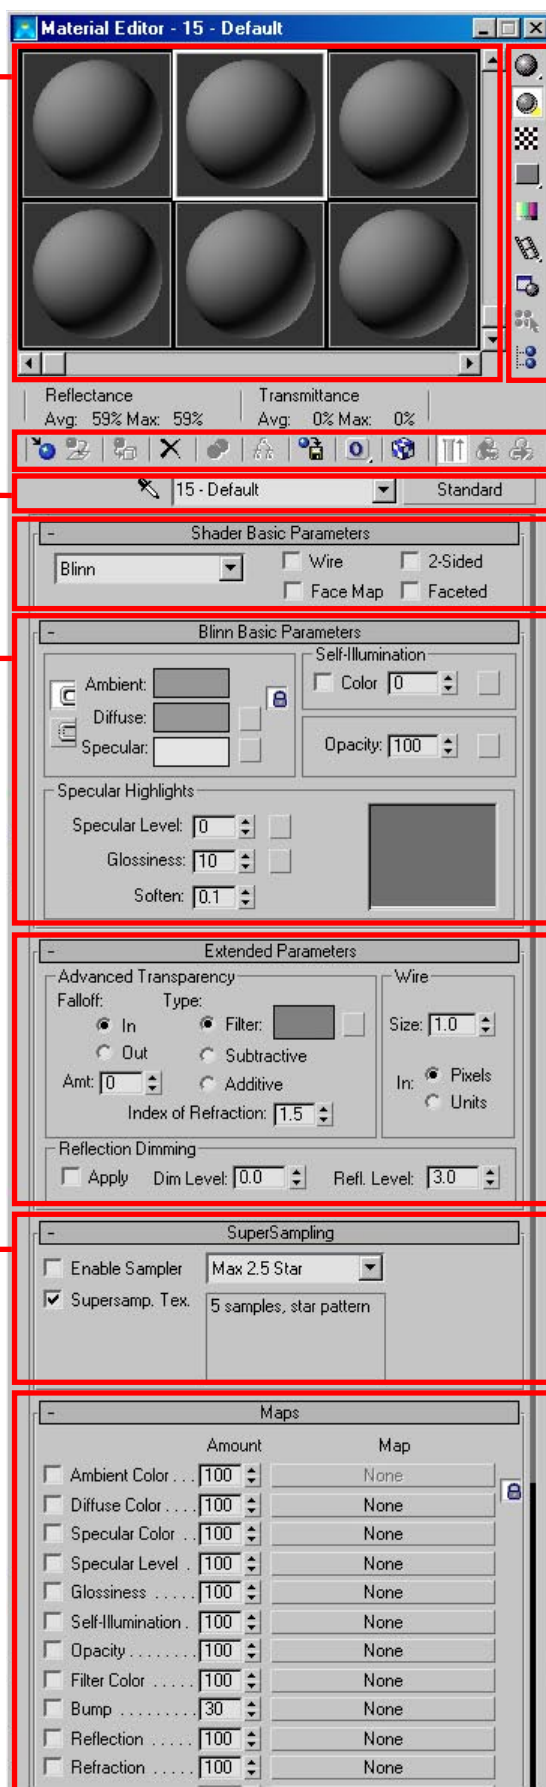 Material Editor - 15 - Default
Reflectance Transmittance
Avg: 59% Max: 59% Avg: 0% Max: 0%
15 - Default Standard
- Shader Basic Parameters
Blinn Wire 2-Sided
Face Map Faceted
- Blinn Basic Parameters
Self-Illumination
Ambient: Color 0
Diffuse:
Specular: Opacity: 100
Specular Highlights
Specular Level: 0
Glossiness: 10
Soften: 0.1
- Extended Parameters
Advanced Transparency Wire
Falloff: Type:
In Filter: Size: 1.0
Out Subtractive
Amt: 0 Additive In: Pixels
Units
Index of Refraction: 1.5
Reflection Dimming
Apply Dim Level: 0.0 Refl. Level: 3.0
- SuperSampling
Enable Sampler Max 2.5 Star
Supersamp. Tex. 5 samples, star pattern
- Maps
Amount Map
Ambient Color . . . 100 None
Diffuse Color . . . . 100 None
Specular Color . . 100 None
Specular Level . 100 None
Glossiness . . . . . 100 None
Self-Illumination . 100 None
Opacity . . . . . . . . 100 None
Filter Color . . . . . 100 None
Bump . . . . . . . . . 30 None
Reflection . . . . . 100 None
Refraction . . . . . 100 None